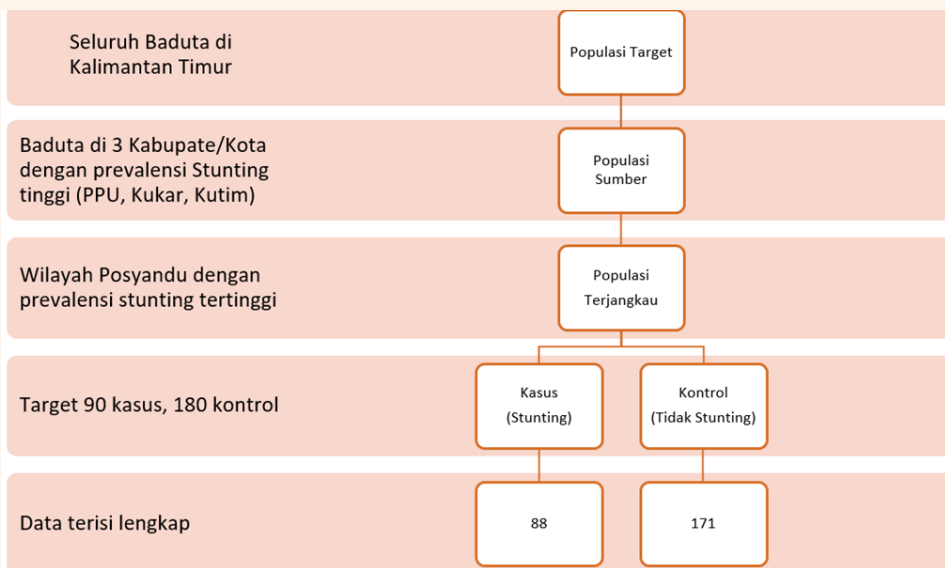 Seluruh Baduta di
Kalimantan Timur
Populasi Target
Baduta di 3 Kabupate/Kota
dengan prevalensi Stunting
tinggi (PPU, Kukar, Kutim)
Populasi
Sumber
Wilayah Posyandu dengan
prevalensi stunting tertinggi
Populasi
Terjangkau
Target 90 kasus, 180 kontrol
Kasus
(Stunting)
Kontrol
(Tidak Stunting)
Data terisi lengkap
88
171